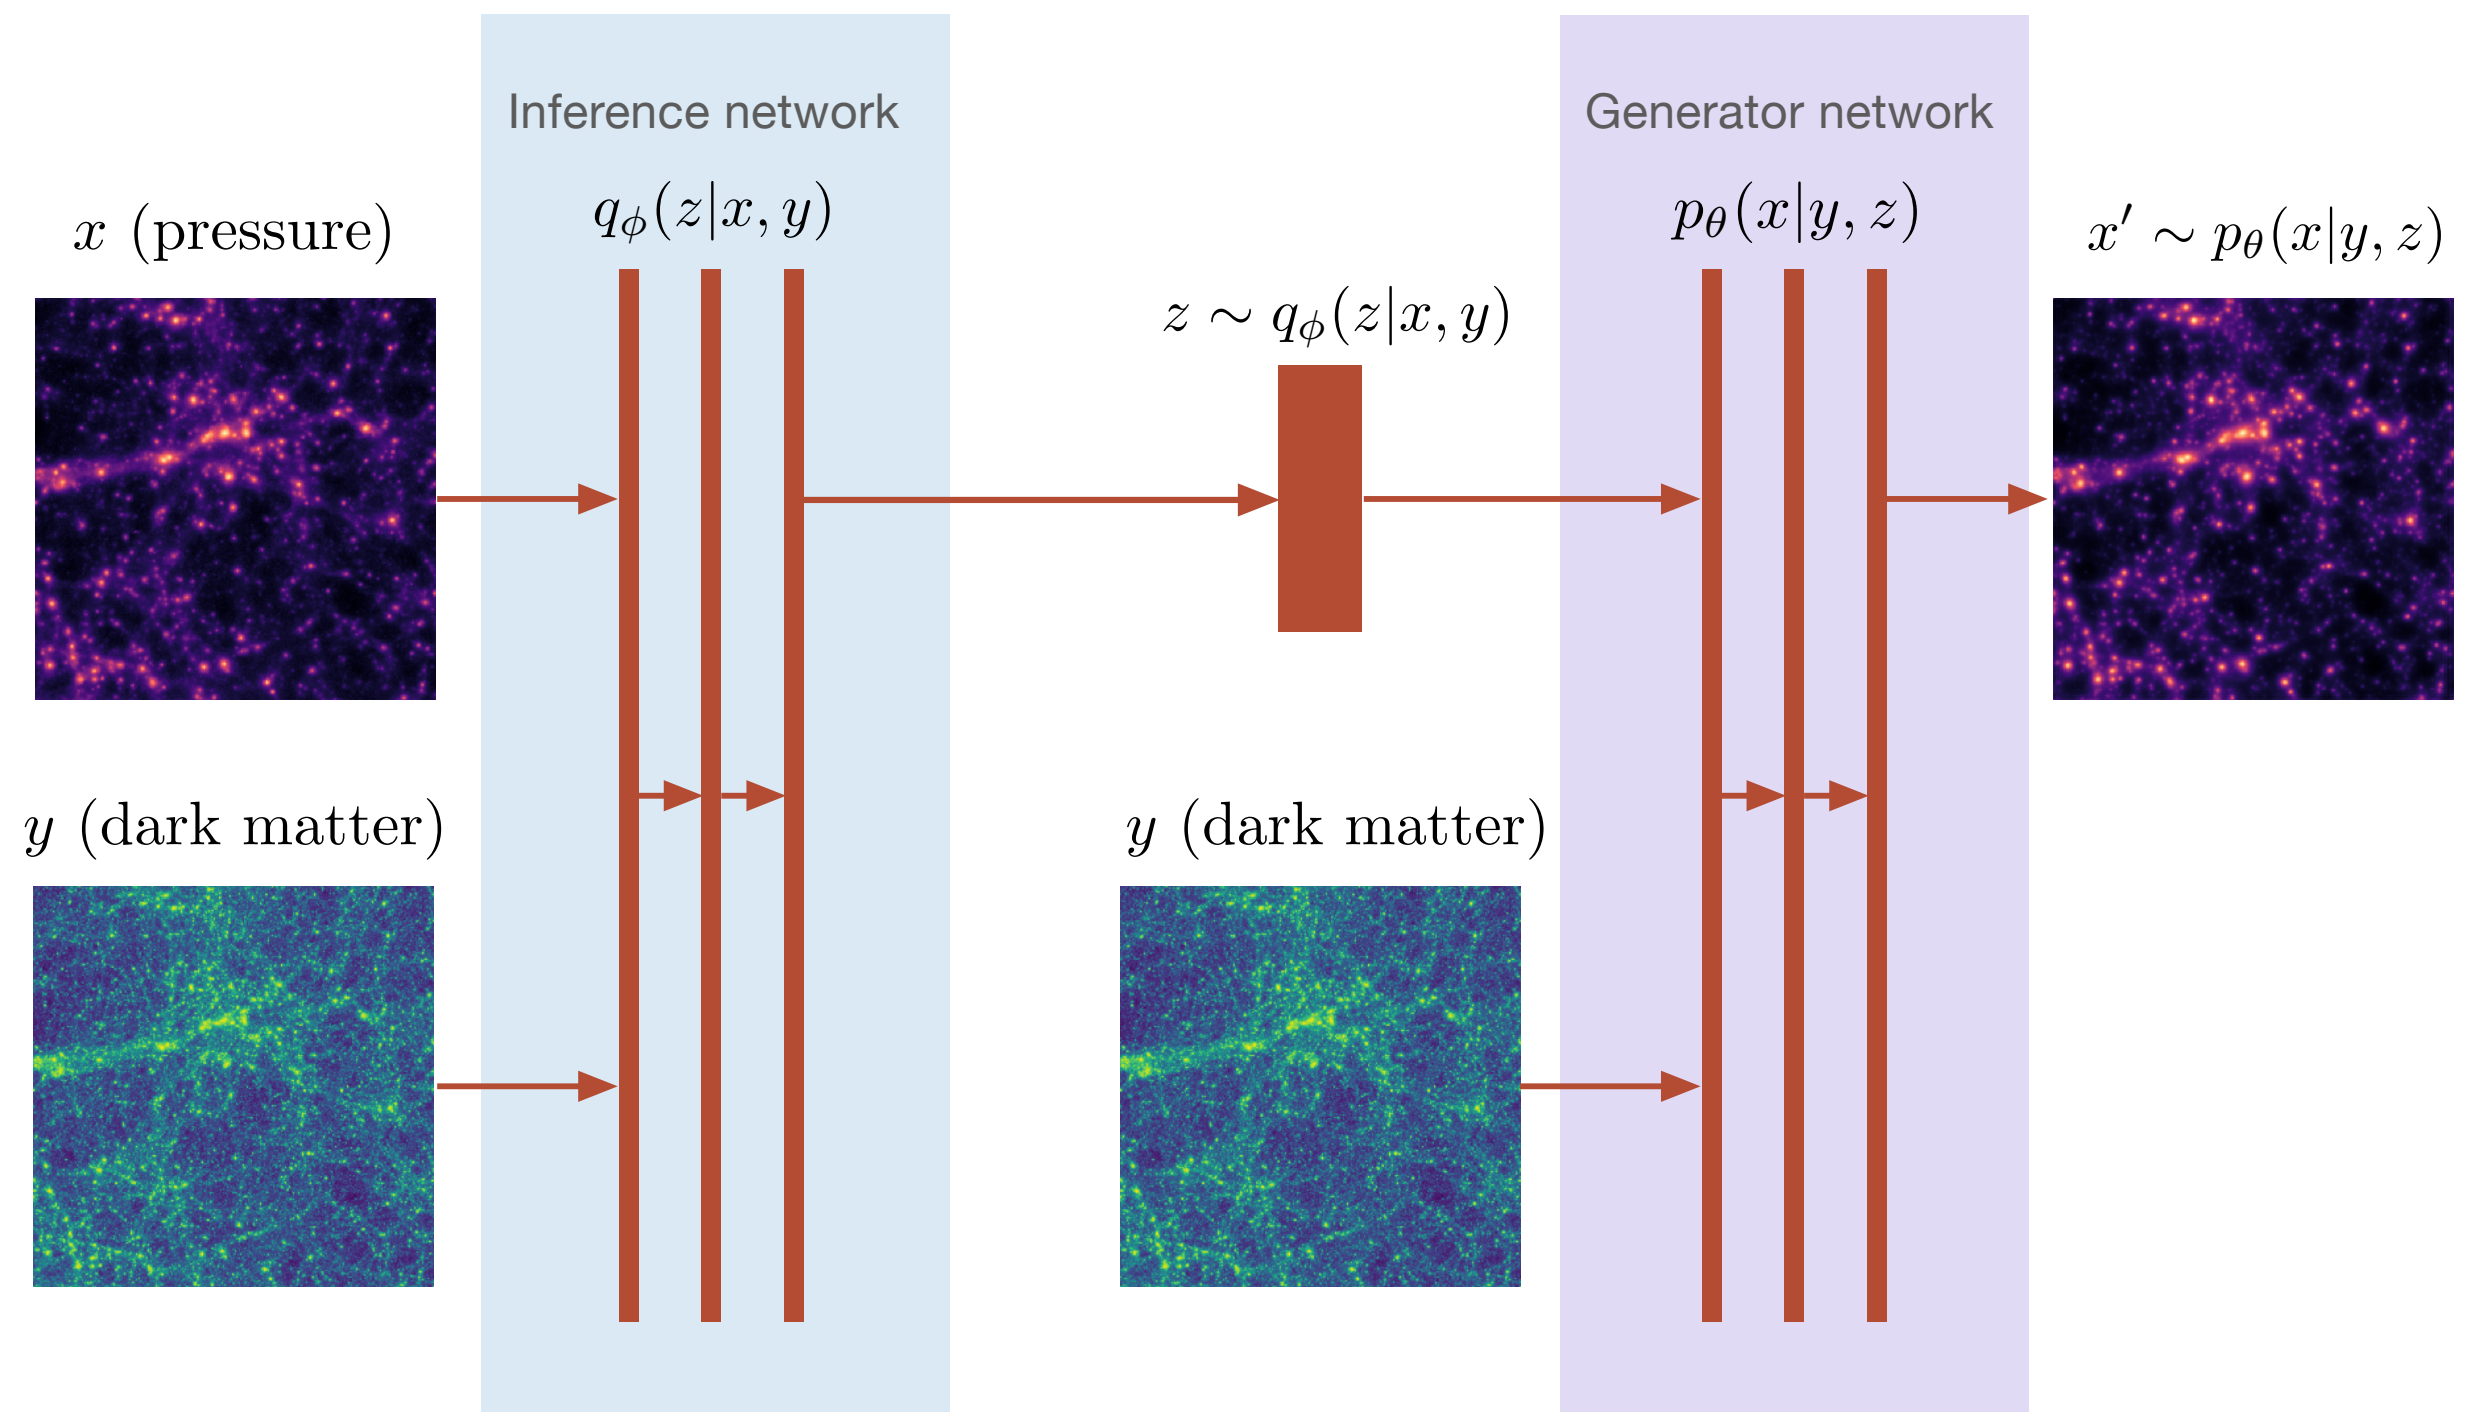 Inference network
Generator network
q_ϕ(z|x, y)
p_θ(x|y, z)
x (pressure)
x′ ∼ p_θ(x|y, z)
z ∼ q_ϕ(z|x, y)
y (dark matter)
y (dark matter)